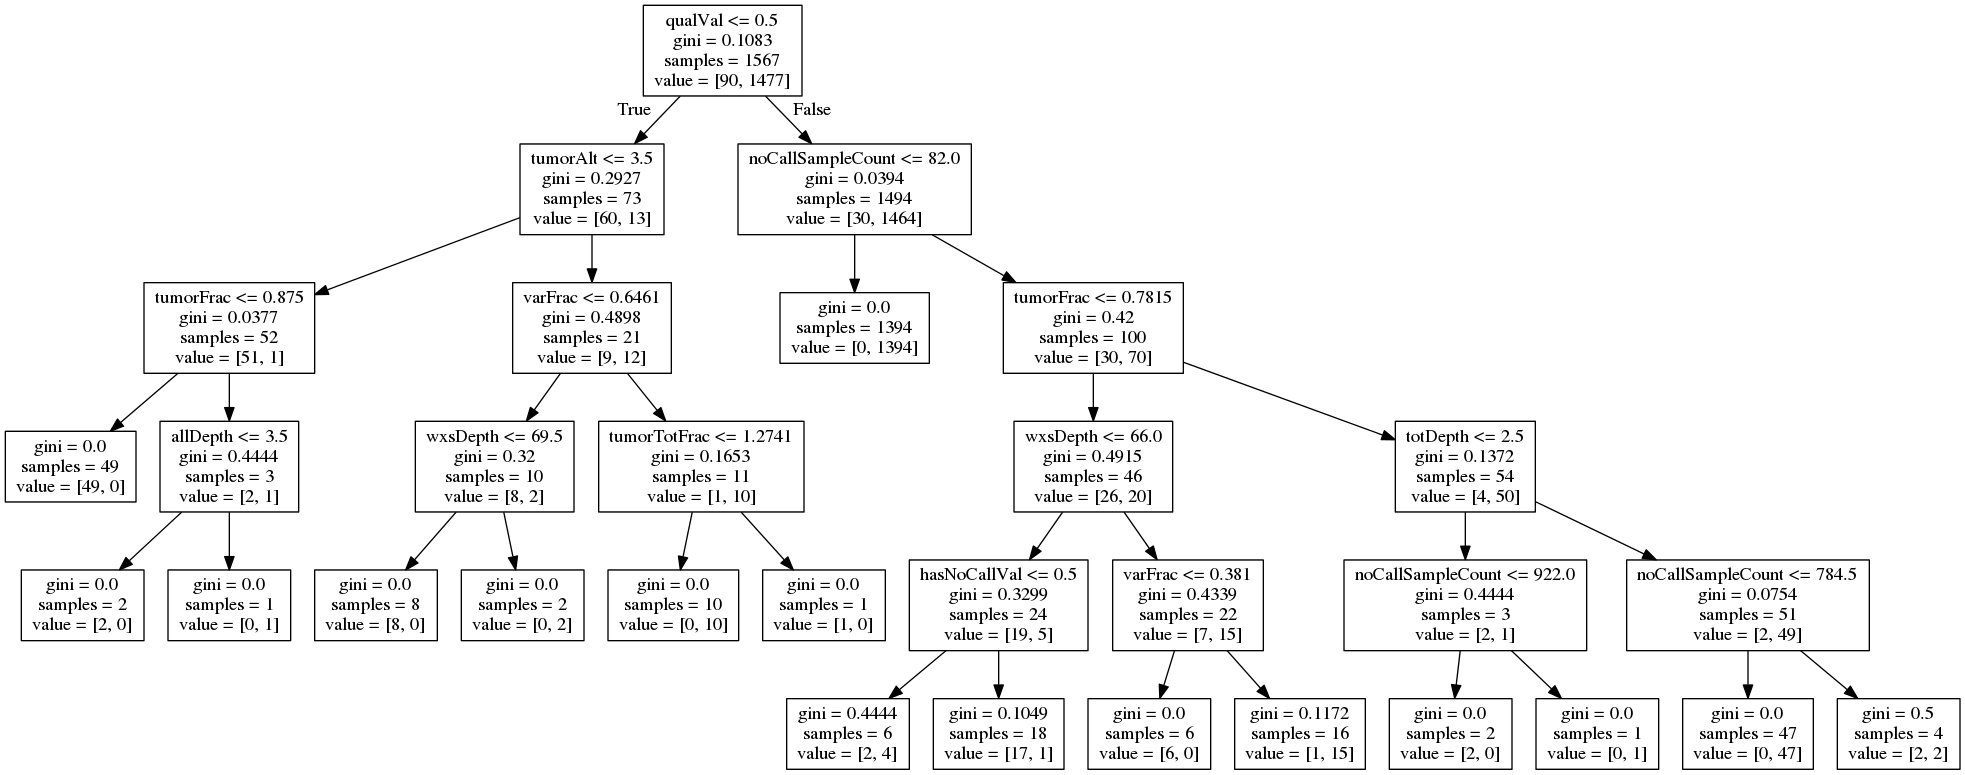 qualVal <= 0.5
gini = 0.1083
samples = 1567
value = [90, 1477]
True
False
tumorAlt <= 3.5
gini = 0.2927
samples = 73
value = [60, 13]
noCallSampleCount <= 82.0
gini = 0.0394
samples = 1494
value = [30, 1464]
tumorFrac <= 0.875
gini = 0.0377
samples = 52
value = [51, 1]
varFrac <= 0.6461
gini = 0.4898
samples = 21
value = [9, 12]
gini = 0.0
samples = 1394
value = [0, 1394]
tumorFrac <= 0.7815
gini = 0.42
samples = 100
value = [30, 70]
gini = 0.0
samples = 49
value = [49, 0]
allDepth <= 3.5
gini = 0.4444
samples = 3
value = [2, 1]
wxsDepth <= 69.5
gini = 0.32
samples = 10
value = [8, 2]
tumorTotFrac <= 1.2741
gini = 0.1653
samples = 11
value = [1, 10]
wxsDepth <= 66.0
gini = 0.4915
samples = 46
value = [26, 20]
totDepth <= 2.5
gini = 0.1372
samples = 54
value = [4, 50]
gini = 0.0
samples = 2
value = [2, 0]
gini = 0.0
samples = 1
value = [0, 1]
gini = 0.0
samples = 8
value = [8, 0]
gini = 0.0
samples = 2
value = [0, 2]
gini = 0.0
samples = 10
value = [0, 10]
gini = 0.0
samples = 1
value = [1, 0]
hasNoCallVal <= 0.5
gini = 0.3299
samples = 24
value = [19, 5]
varFrac <= 0.381
gini = 0.4339
samples = 22
value = [7, 15]
noCallSampleCount <= 922.0
gini = 0.4444
samples = 3
value = [2, 1]
noCallSampleCount <= 784.5
gini = 0.0754
samples = 51
value = [2, 49]
gini = 0.4444
samples = 6
value = [2, 4]
gini = 0.1049
samples = 18
value = [17, 1]
gini = 0.0
samples = 6
value = [6, 0]
gini = 0.1172
samples = 16
value = [1, 15]
gini = 0.0
samples = 2
value = [2, 0]
gini = 0.0
samples = 1
value = [0, 1]
gini = 0.0
samples = 47
value = [0, 47]
gini = 0.5
samples = 4
value = [2, 2]